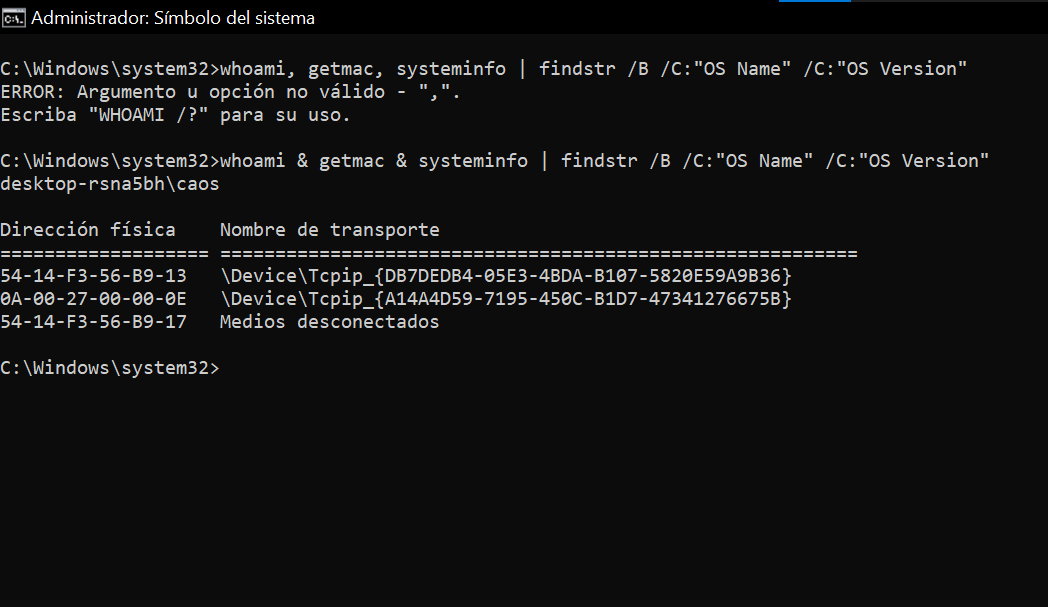 Administrador: Símbolo del sistema
C:\Windows\system32>whoami, getmac, systeminfo | findstr /B /C:"OS Name" /C:"OS Version"
ERROR: Argumento u opción no válido - ",".
Escriba "WHOAMI /?" para su uso.
C:\Windows\system32>whoami & getmac & systeminfo | findstr /B /C:"OS Name" /C:"OS Version"
desktop-rsna5bh\caos
Dirección física    Nombre de transporte
=================== ==========================================================
54-14-F3-56-B9-13   \Device\Tcpip_{DB7DEDB4-05E3-4BDA-B107-5820E59A9B36}
0A-00-27-00-00-0E   \Device\Tcpip_{A14A4D59-7195-450C-B1D7-47341276675B}
54-14-F3-56-B9-17   Medios desconectados
C:\Windows\system32>